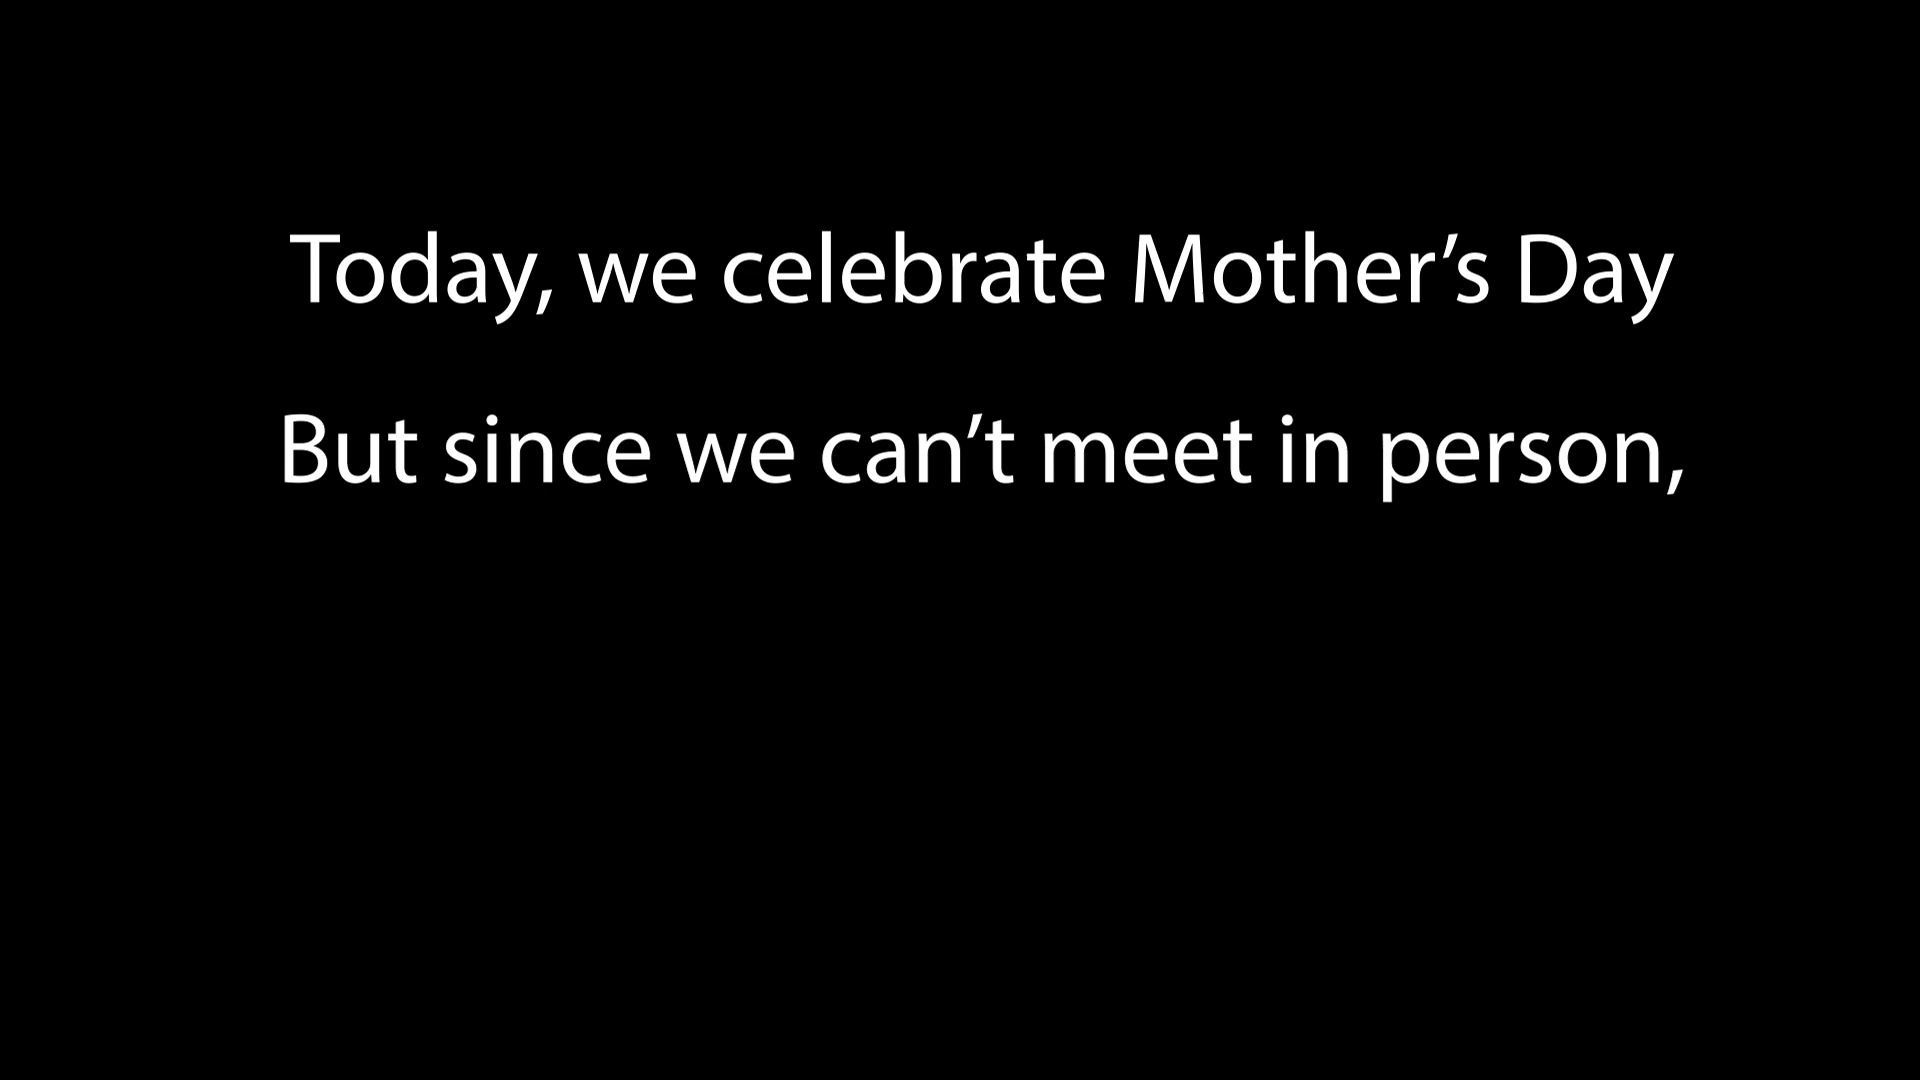 Today, we celebrate Mother’s Day
But since we can’t meet in person,